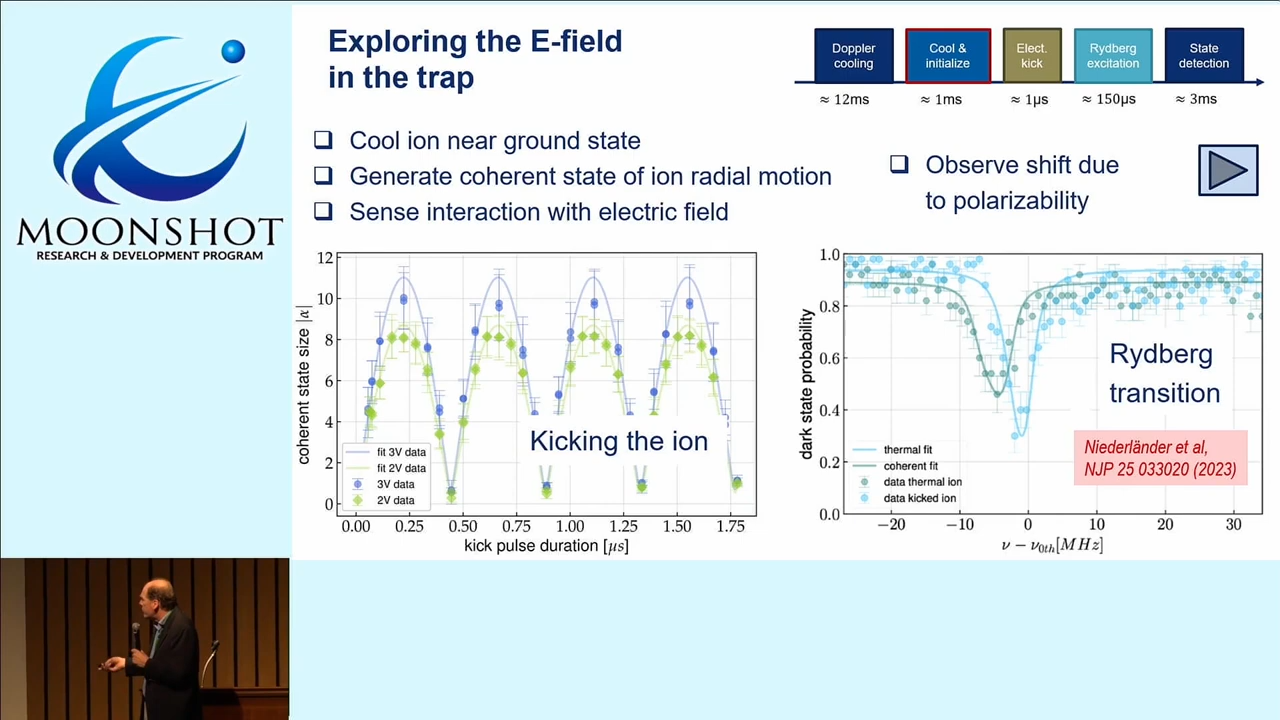 MOONSHOT
RESEARCH & DEVELOPMENT PROGRAM
Exploring the E-field
in the trap
Doppler
cooling
Cool &
initialize
Elect.
kick
Rydberg
excitation
State
detection
≈ 12ms
≈ 1ms
≈ 1μs
≈ 150μs
≈ 3ms
Cool ion near ground state
Generate coherent state of ion radial motion
Sense interaction with electric field
Observe shift due
to polarizability
coherent state size |α|
12
10
8
6
4
2
0
Kicking the ion
fit 3V data
fit 2V data
3V data
2V data
0.00 0.25 0.50 0.75 1.00 1.25 1.50 1.75
kick pulse duration [μs]
dark state probability
1.0
0.8
0.6
0.4
0.2
0.0
Rydberg
transition
Niederländer et al,
NJP 25 033020 (2023)
thermal fit
coherent fit
data thermal ion
data kicked ion
−20 −10 0 10 20 30
ν − ν0th[MHz]